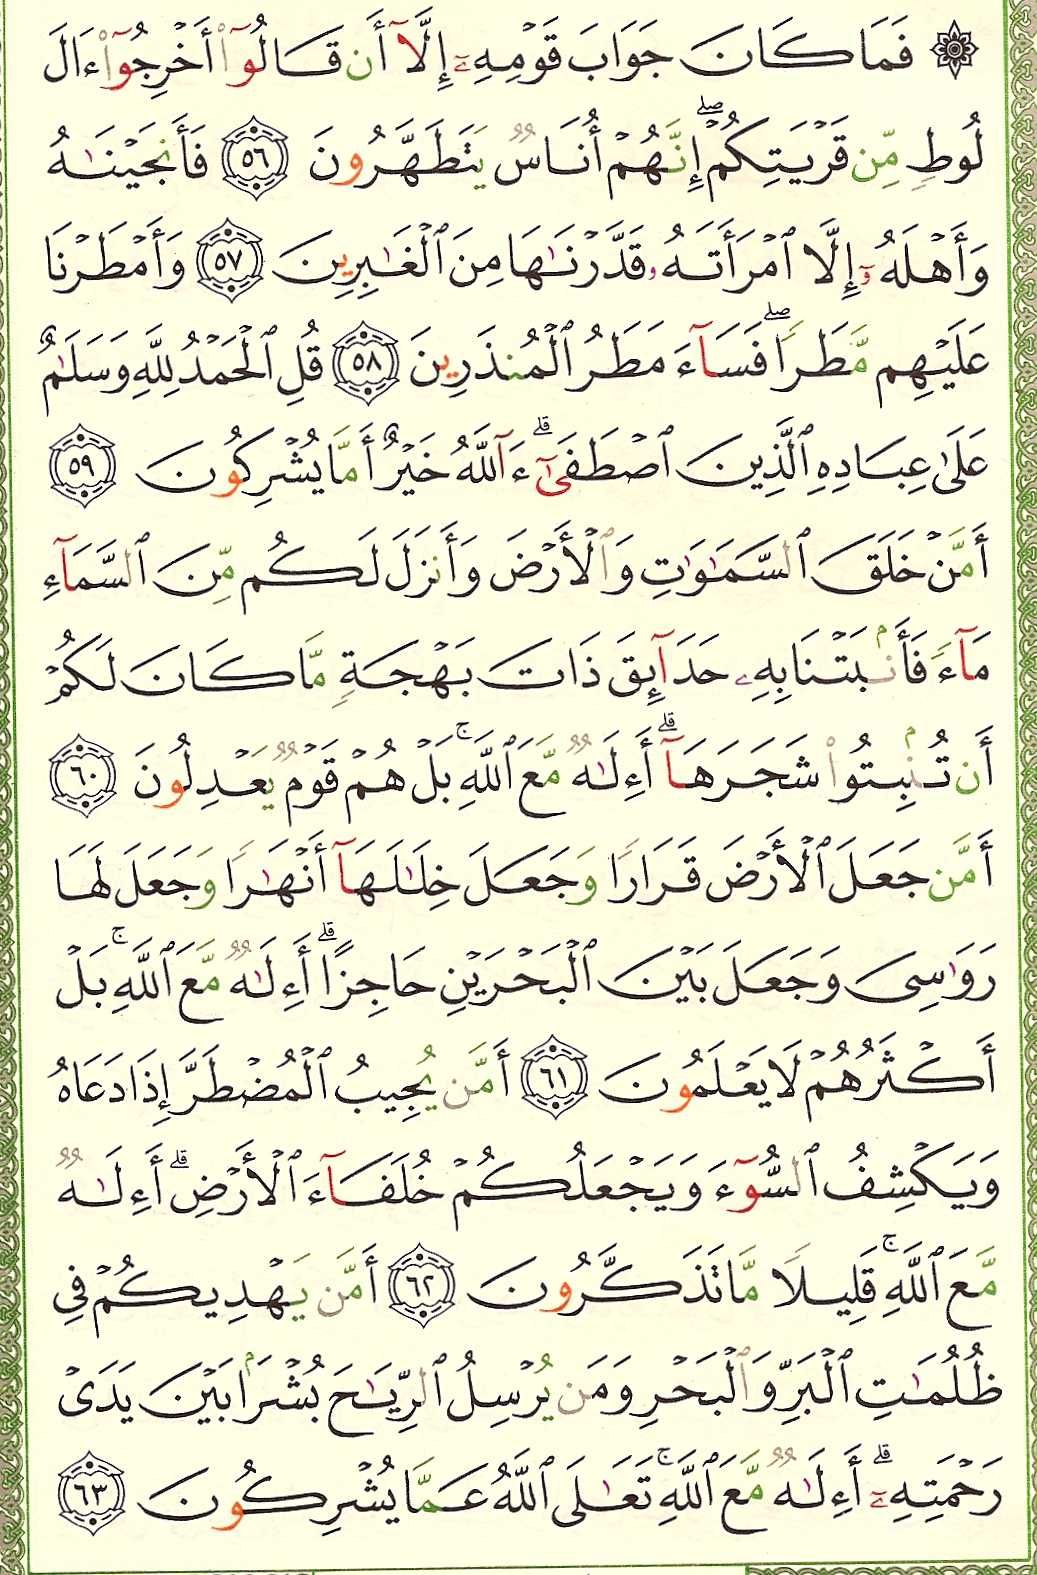 ۞ فَمَا كَانَ جَوَابَ قَوْمِهِۦٓ إِلَّآ أَن قَالُوٓا۟ أَخْرِجُوٓا۟ ءَالَ
لُوطٍ مِّن قَرْيَتِكُمْ ۖ إِنَّهُمْ أُنَاسٌ يَتَطَهَّرُونَ ٥٦ فَأَنجَيْنَـٰهُ
وَأَهْلَهُۥٓ إِلَّا ٱمْرَأَتَهُۥ قَدَّرْنَـٰهَا مِنَ ٱلْغَـٰبِرِينَ ٥٧ وَأَمْطَرْنَا
عَلَيْهِم مَّطَرًا ۖ فَسَآءَ مَطَرُ ٱلْمُنذَرِينَ ٥٨ قُلِ ٱلْحَمْدُ لِلَّهِ وَسَلَـٰمٌ
عَلَىٰ عِبَادِهِ ٱلَّذِينَ ٱصْطَفَىٰٓ ۗ ءَآللَّهُ خَيْرٌ أَمَّا يُشْرِكُونَ ٥٩
أَمَّنْ خَلَقَ ٱلسَّمَـٰوَٰتِ وَٱلْأَرْضَ وَأَنزَلَ لَكُم مِّنَ ٱلسَّمَآءِ
مَآءً فَأَنۢبَتْنَا بِهِۦ حَدَآئِقَ ذَاتَ بَهْجَةٍ مَّا كَانَ لَكُمْ
أَن تُنۢبِتُوا۟ شَجَرَهَآ ۗ أَءِلَـٰهٌ مَّعَ ٱللَّهِ ۚ بَلْ هُمْ قَوْمٌ يَعْدِلُونَ ٦٠
أَمَّن جَعَلَ ٱلْأَرْضَ قَرَارًا وَجَعَلَ خِلَـٰلَهَآ أَنْهَـٰرًا وَجَعَلَ لَهَا
رَوَٰسِىَ وَجَعَلَ بَيْنَ ٱلْبَحْرَيْنِ حَاجِزًا ۗ أَءِلَـٰهٌ مَّعَ ٱللَّهِ ۚ بَلْ
أَكْثَرُهُمْ لَا يَعْلَمُونَ ٦١ أَمَّن يُجِيبُ ٱلْمُضْطَرَّ إِذَا دَعَاهُ
وَيَكْشِفُ ٱلسُّوٓءَ وَيَجْعَلُكُمْ خُلَفَآءَ ٱلْأَرْضِ ۗ أَءِلَـٰهٌ
مَّعَ ٱللَّهِ ۚ قَلِيلًا مَّا تَذَكَّرُونَ ٦٢ أَمَّن يَهْدِيكُمْ فِى
ظُلُمَـٰتِ ٱلْبَرِّ وَٱلْبَحْرِ وَمَن يُرْسِلُ ٱلرِّيَـٰحَ بُشْرًۢا بَيْنَ يَدَىْ
رَحْمَتِهِۦٓ ۗ أَءِلَـٰهٌ مَّعَ ٱللَّهِ ۚ تَعَـٰلَى ٱللَّهُ عَمَّا يُشْرِكُونَ ٦٣